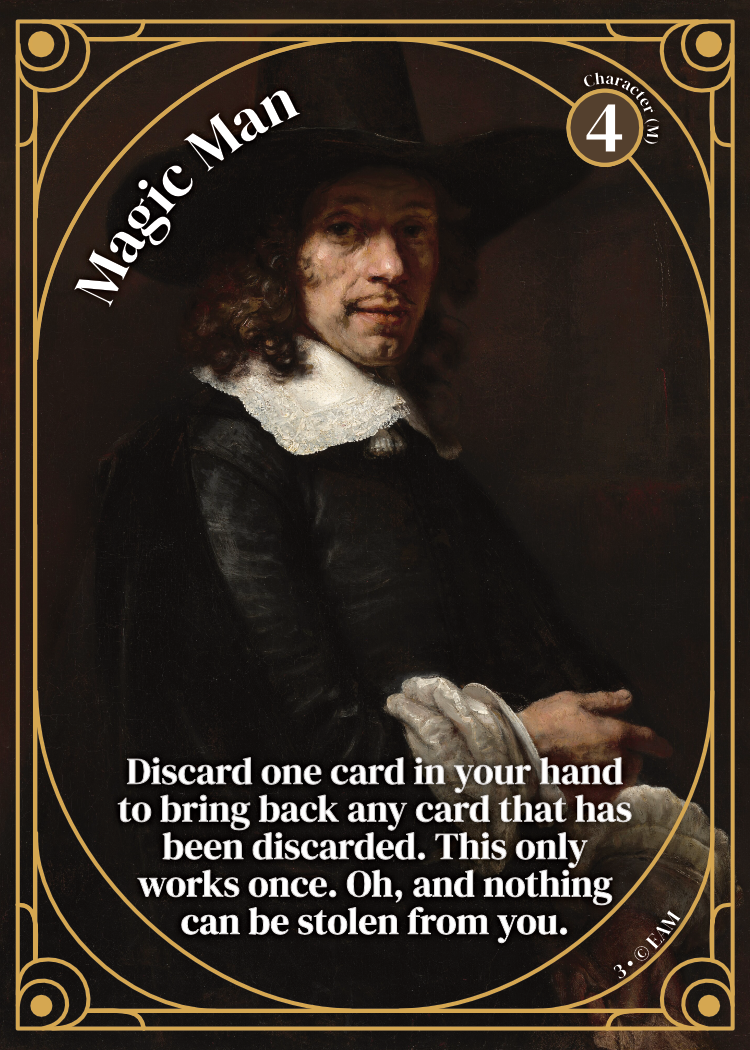 Magic Man
Character (M)
4
Discard one card in your hand
to bring back any card that has
been discarded. This only
works once. Oh, and nothing
can be stolen from you.
3 • © EAM